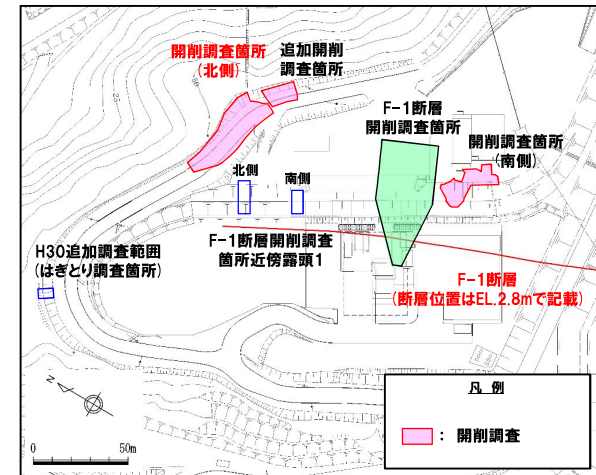 開削調査箇所
(北側)
追加開削
調査箇所
F-1断層
開削調査箇所
開削調査箇所
(南側)
北側
南側
F-1断層開削調査
箇所近傍露頭1
H30追加調査範囲
(はぎとり調査箇所)
F-1断層
(断層位置はEL.2.8mで記載)
N
0 50m
凡 例
: 開削調査